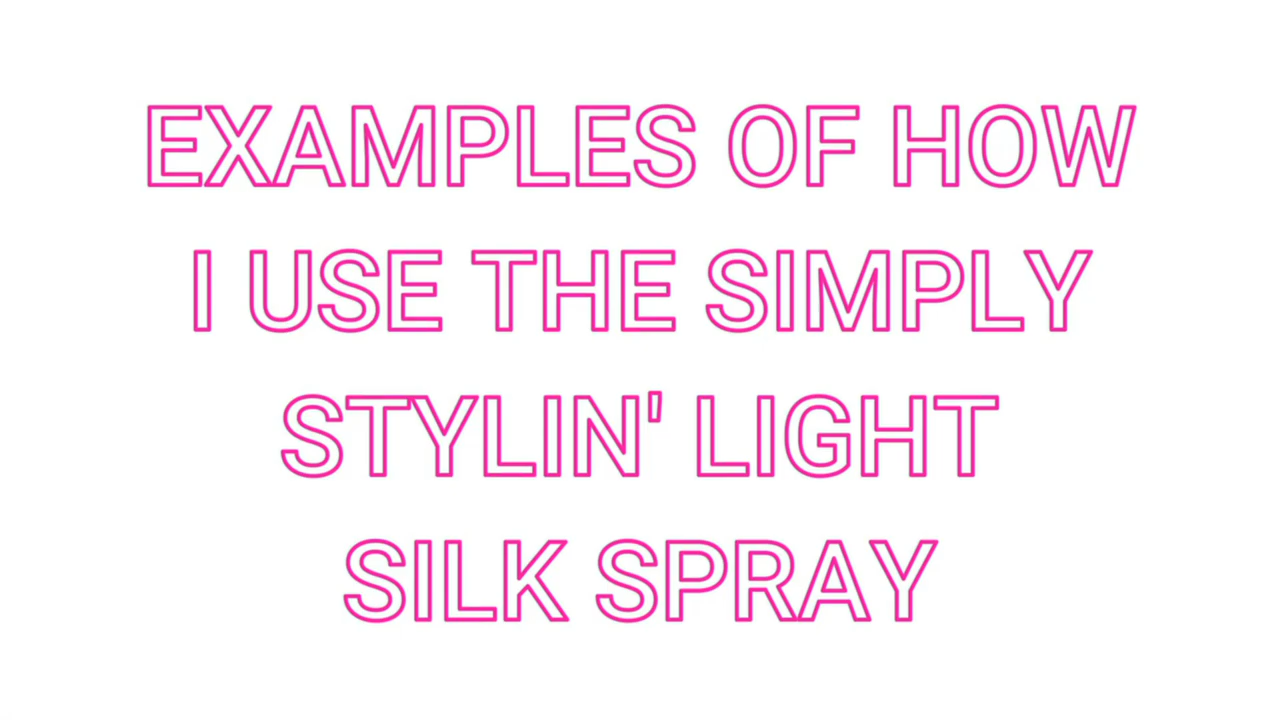 EXAMPLES OF HOW
I USE THE SIMPLY
STYLIN' LIGHT
SILK SPRAY